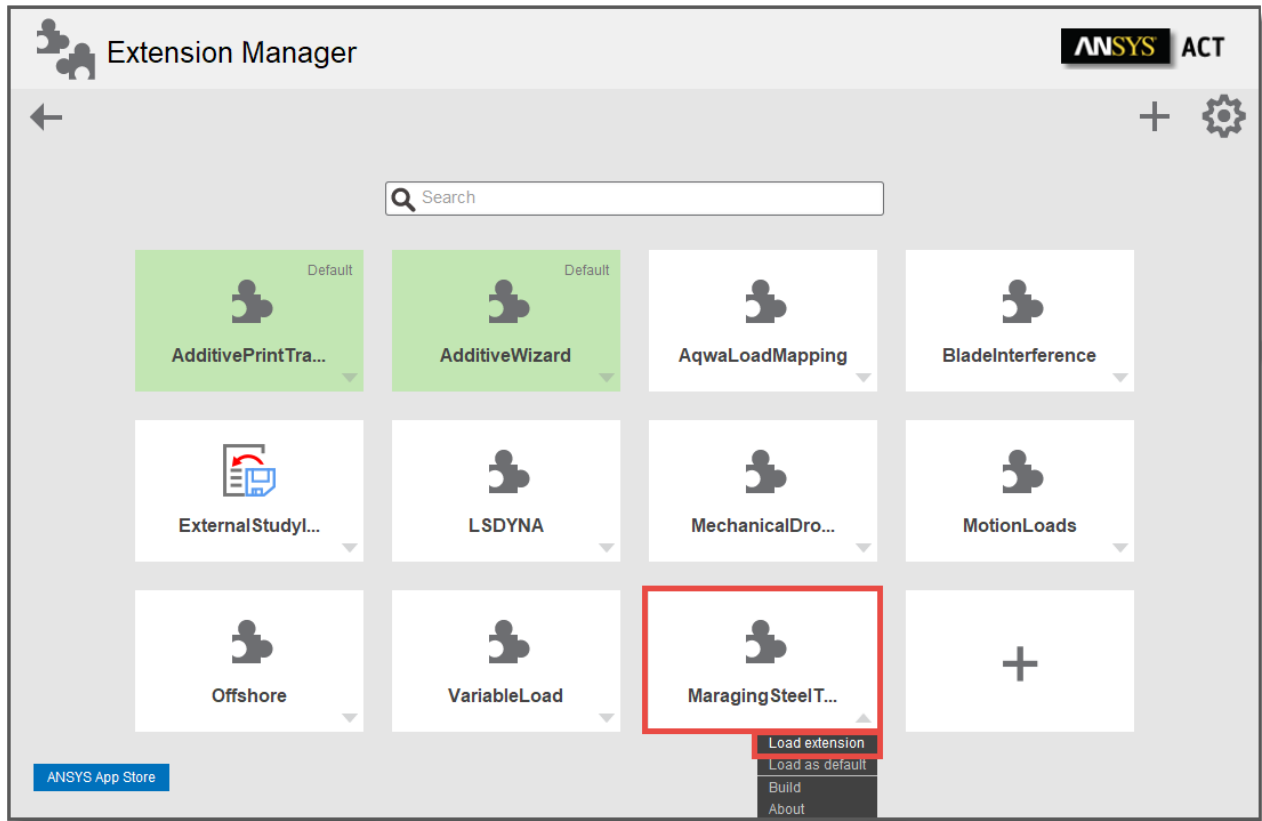 Extension Manager
ANSYS ACT
Search
Default
Default
AdditivePrintTra...
AdditiveWizard
AqwaLoadMapping
BladeInterference
ExternalStudyI...
LSDYNA
MechanicalDro...
MotionLoads
Offshore
VariableLoad
MaragingSteelT...
Load extension
Load as default
Build
About
ANSYS App Store